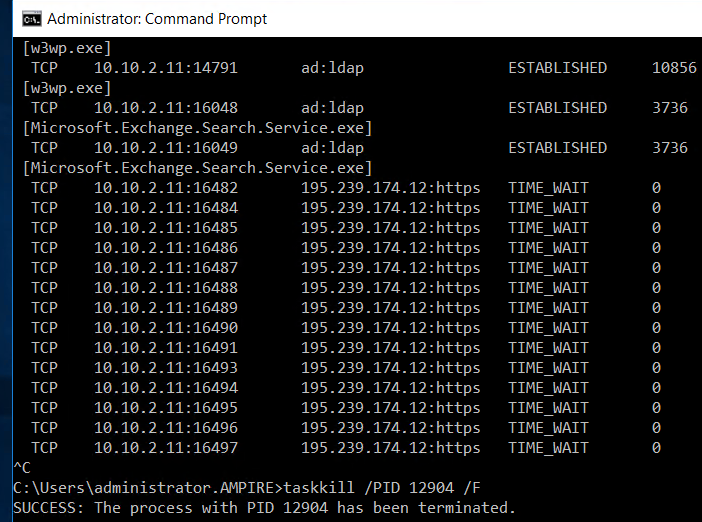 Administrator: Command Prompt
[w3wp.exe]
TCP 10.10.2.11:14791 ad:ldap ESTABLISHED 10856
[w3wp.exe]
TCP 10.10.2.11:16048 ad:ldap ESTABLISHED 3736
[Microsoft.Exchange.Search.Service.exe]
TCP 10.10.2.11:16049 ad:ldap ESTABLISHED 3736
[Microsoft.Exchange.Search.Service.exe]
TCP 10.10.2.11:16482 195.239.174.12:https TIME_WAIT 0
TCP 10.10.2.11:16484 195.239.174.12:https TIME_WAIT 0
TCP 10.10.2.11:16485 195.239.174.12:https TIME_WAIT 0
TCP 10.10.2.11:16486 195.239.174.12:https TIME_WAIT 0
TCP 10.10.2.11:16487 195.239.174.12:https TIME_WAIT 0
TCP 10.10.2.11:16488 195.239.174.12:https TIME_WAIT 0
TCP 10.10.2.11:16489 195.239.174.12:https TIME_WAIT 0
TCP 10.10.2.11:16490 195.239.174.12:https TIME_WAIT 0
TCP 10.10.2.11:16491 195.239.174.12:https TIME_WAIT 0
TCP 10.10.2.11:16493 195.239.174.12:https TIME_WAIT 0
TCP 10.10.2.11:16494 195.239.174.12:https TIME_WAIT 0
TCP 10.10.2.11:16495 195.239.174.12:https TIME_WAIT 0
TCP 10.10.2.11:16496 195.239.174.12:https TIME_WAIT 0
TCP 10.10.2.11:16497 195.239.174.12:https TIME_WAIT 0
^C
C:\Users\administrator.AMPIRE>taskkill /PID 12904 /F
SUCCESS: The process with PID 12904 has been terminated.